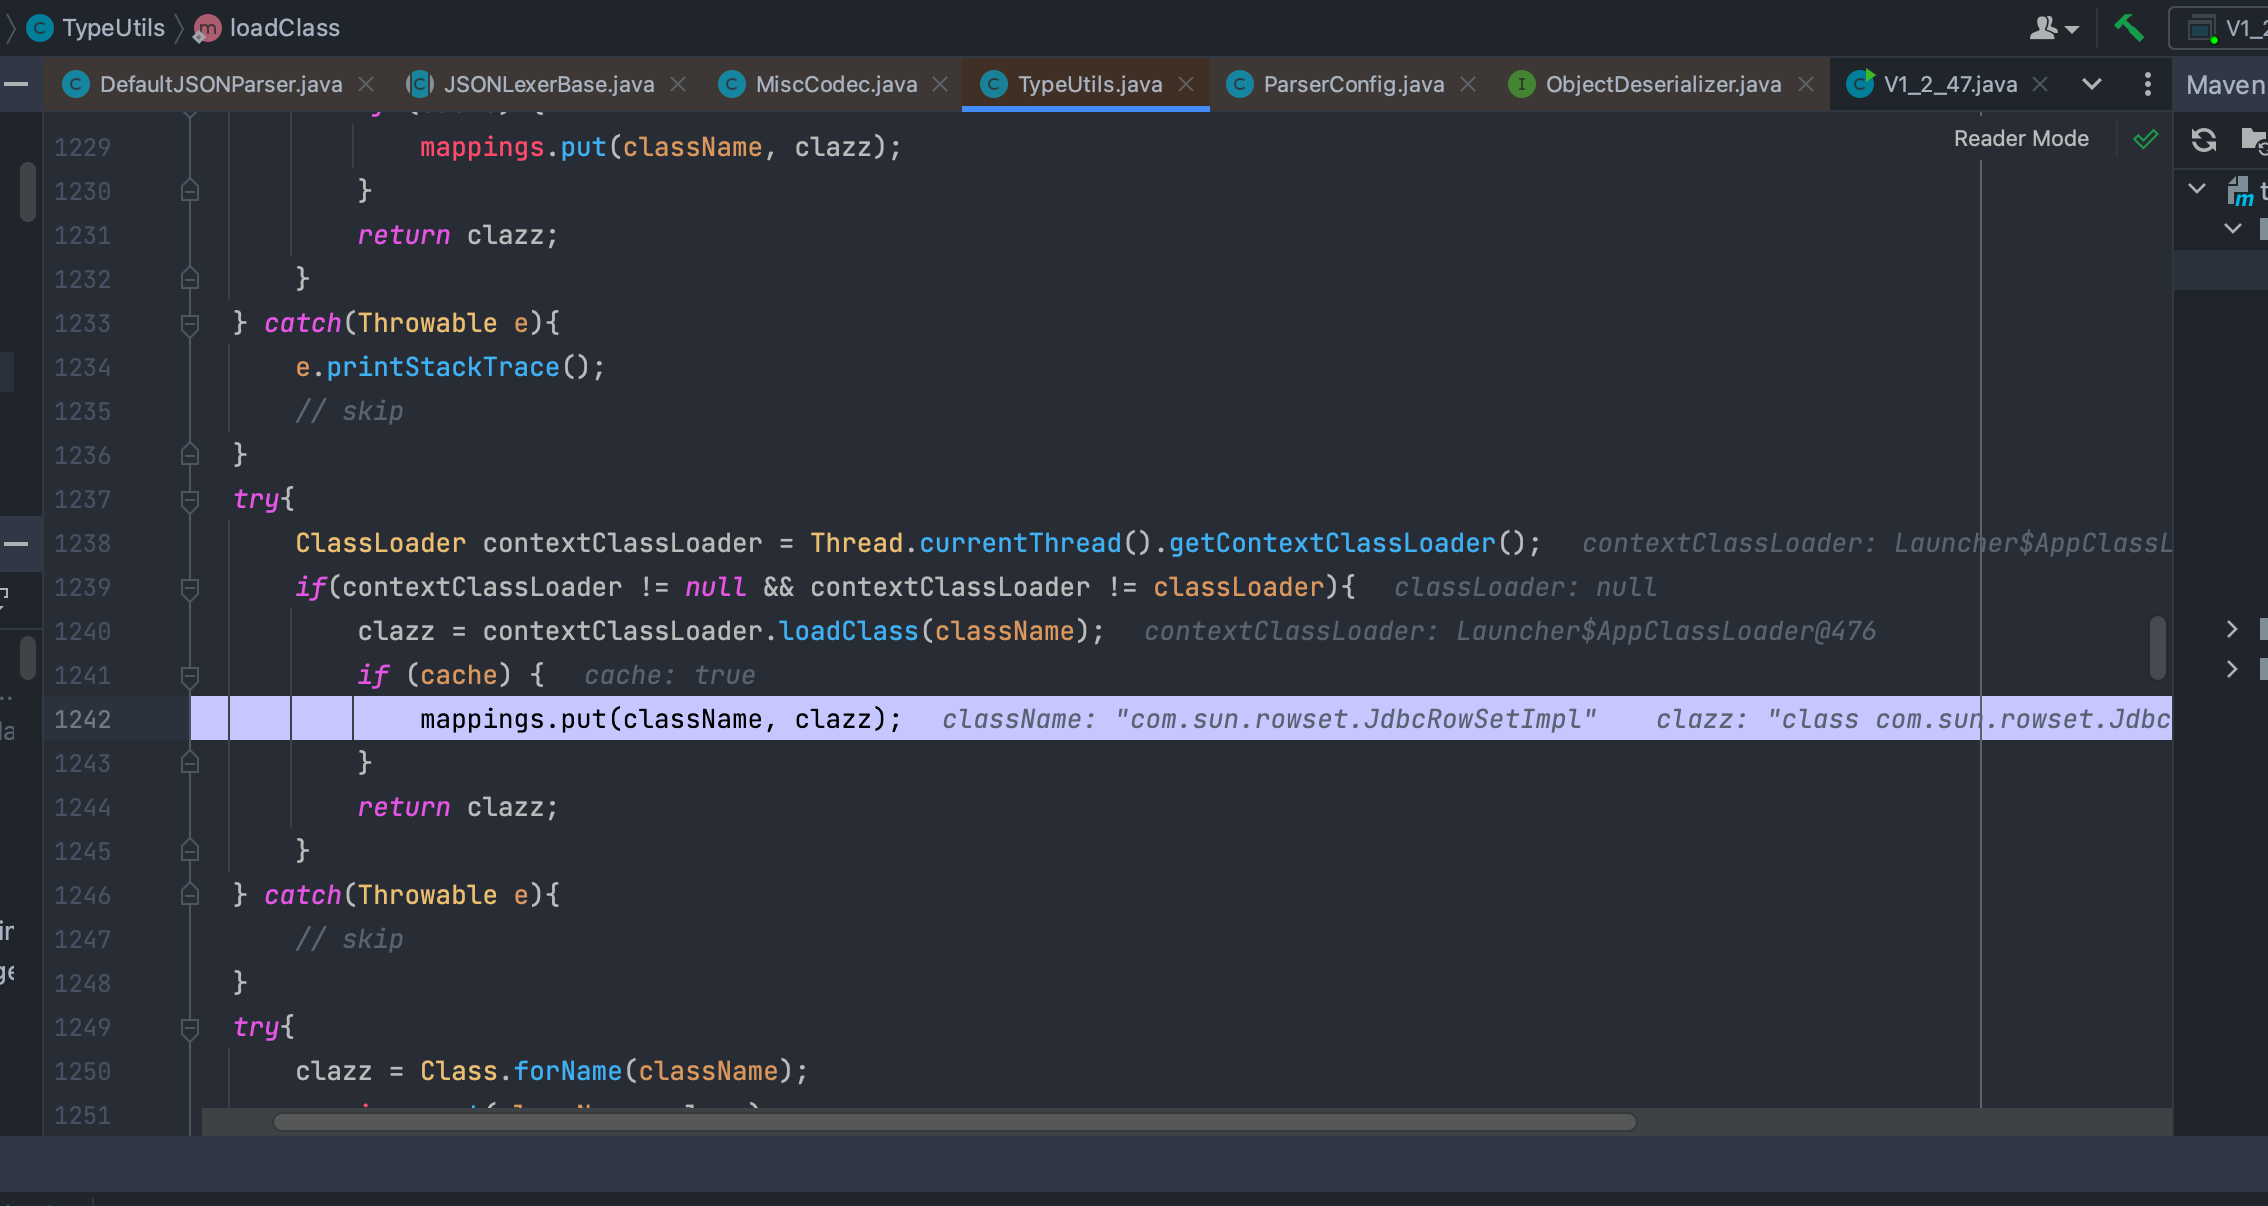 TypeUtils loadClass
V1_2
DefaultJSONParser.java JSONLexerBase.java MiscCodec.java TypeUtils.java ParserConfig.java ObjectDeserializer.java V1_2_47.java Maven
Reader Mode
1229 mappings.put(className, clazz);
1230 }
1231 return clazz;
1232 }
1233 } catch(Throwable e){
1234 e.printStackTrace();
1235 // skip
1236 }
1237 try{
1238 ClassLoader contextClassLoader = Thread.currentThread().getContextClassLoader(); contextClassLoader: Launcher$AppClassL
1239 if(contextClassLoader != null && contextClassLoader != classLoader){ classLoader: null
1240 clazz = contextClassLoader.loadClass(className); contextClassLoader: Launcher$AppClassLoader@476
1241 if (cache) { cache: true
1242 mappings.put(className, clazz); className: "com.sun.rowset.JdbcRowSetImpl" clazz: "class com.sun.rowset.Jdbc
1243 }
1244 return clazz;
1245 }
1246 } catch(Throwable e){
1247 // skip
1248 }
1249 try{
1250 clazz = Class.forName(className);
1251